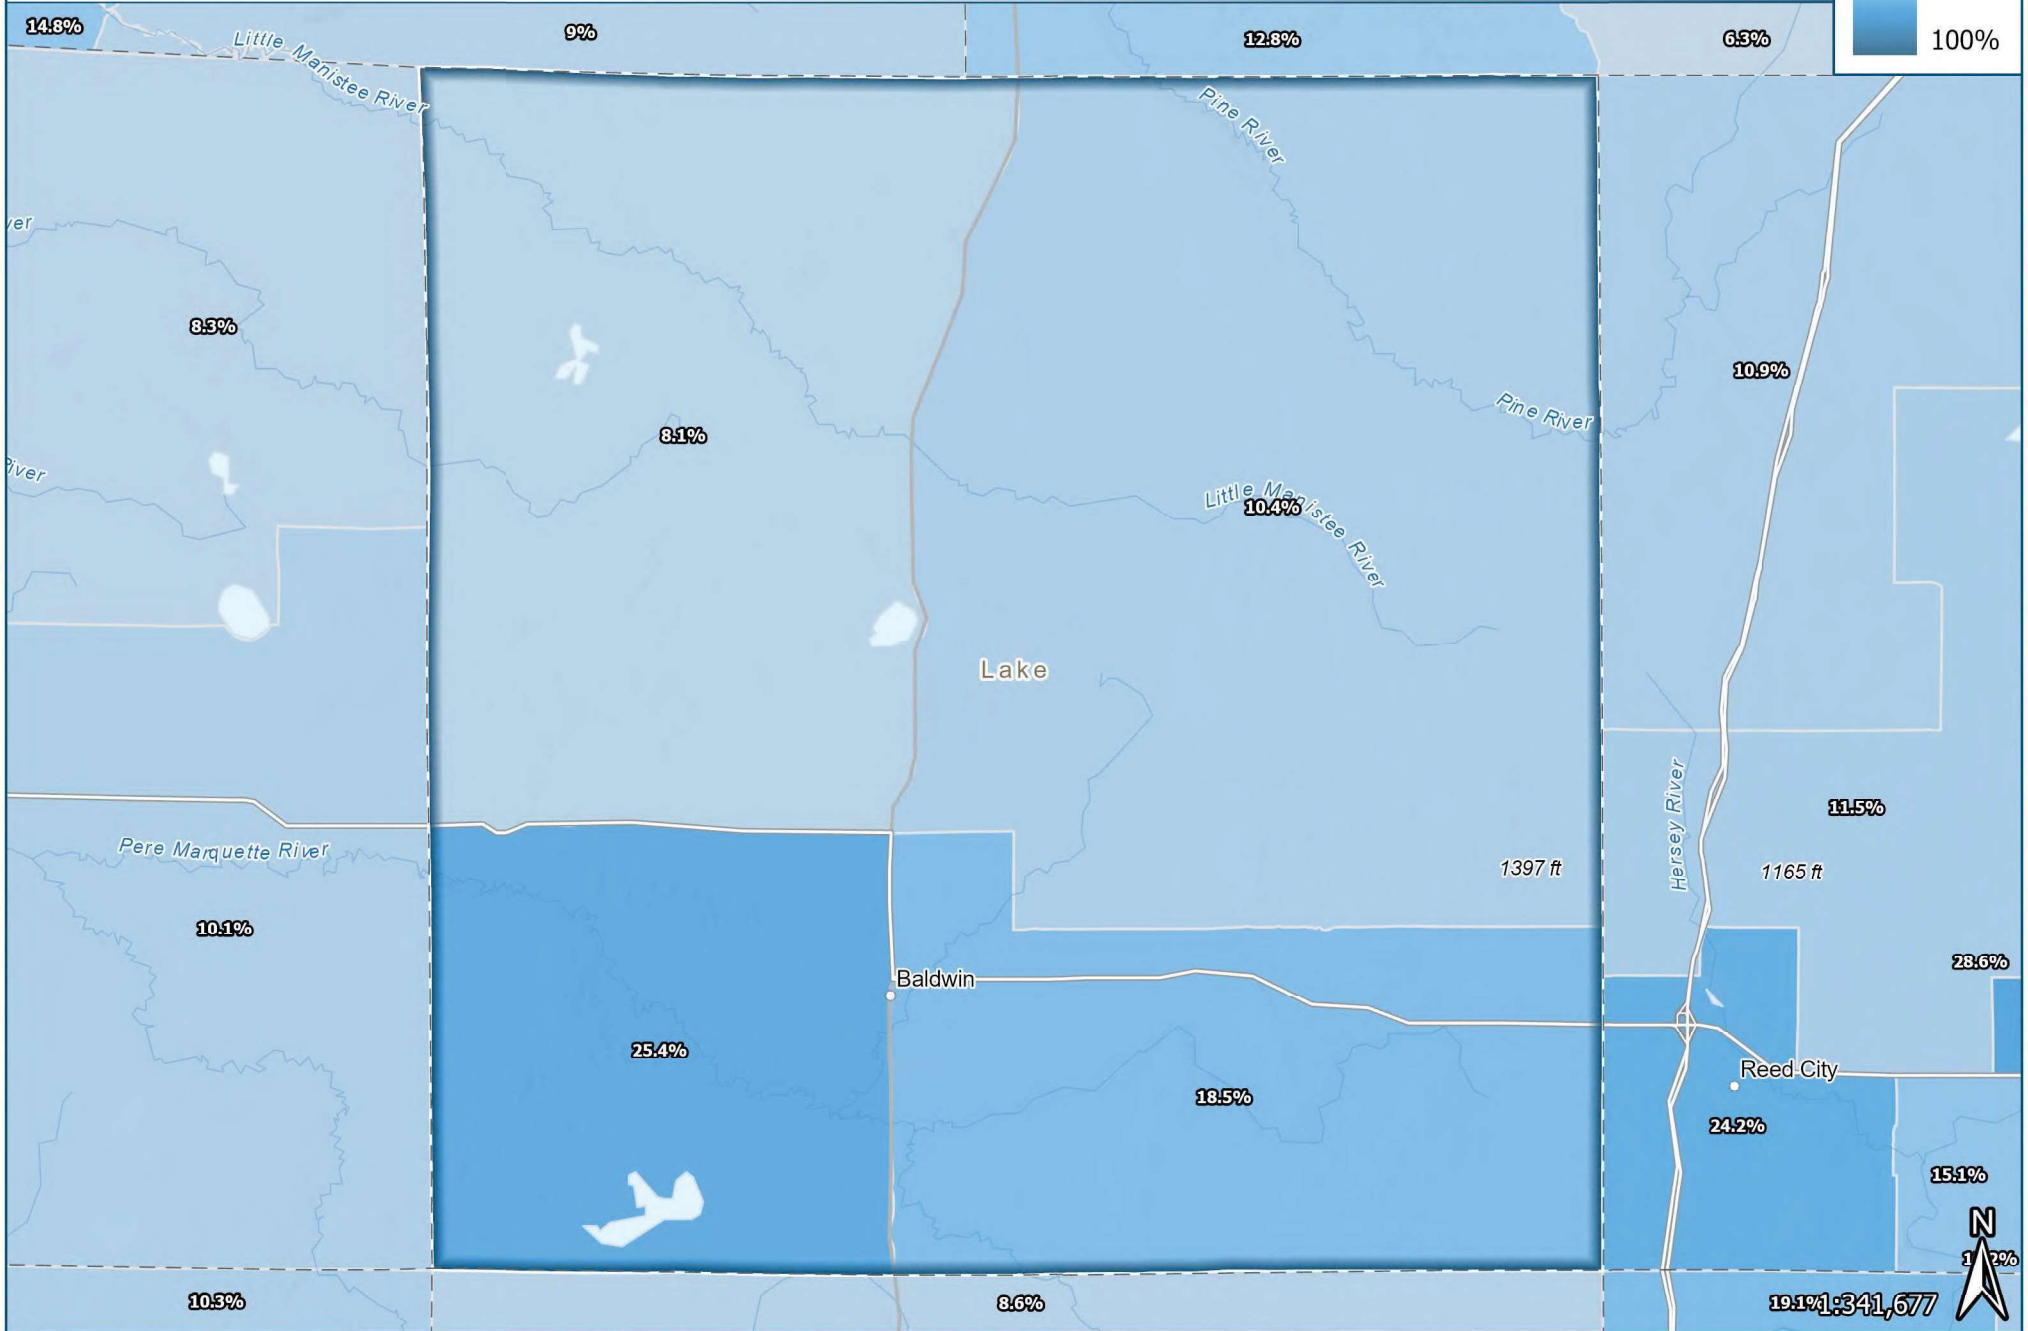 14.8%
9%
12.8%
6.3%
100%
Little Manistee River
Pine River
8.3%
10.9%
Pine River
8.1%
River
Little Manistee River
10.4%
Lake
Hersey River
11.5%
Pere Marquette River
1397 ft
1165 ft
10.1%
28.6%
Baldwin
25.4%
Reed City
18.5%
24.2%
15.1%
N
10.3%
8.6%
19.1%
1:341,677